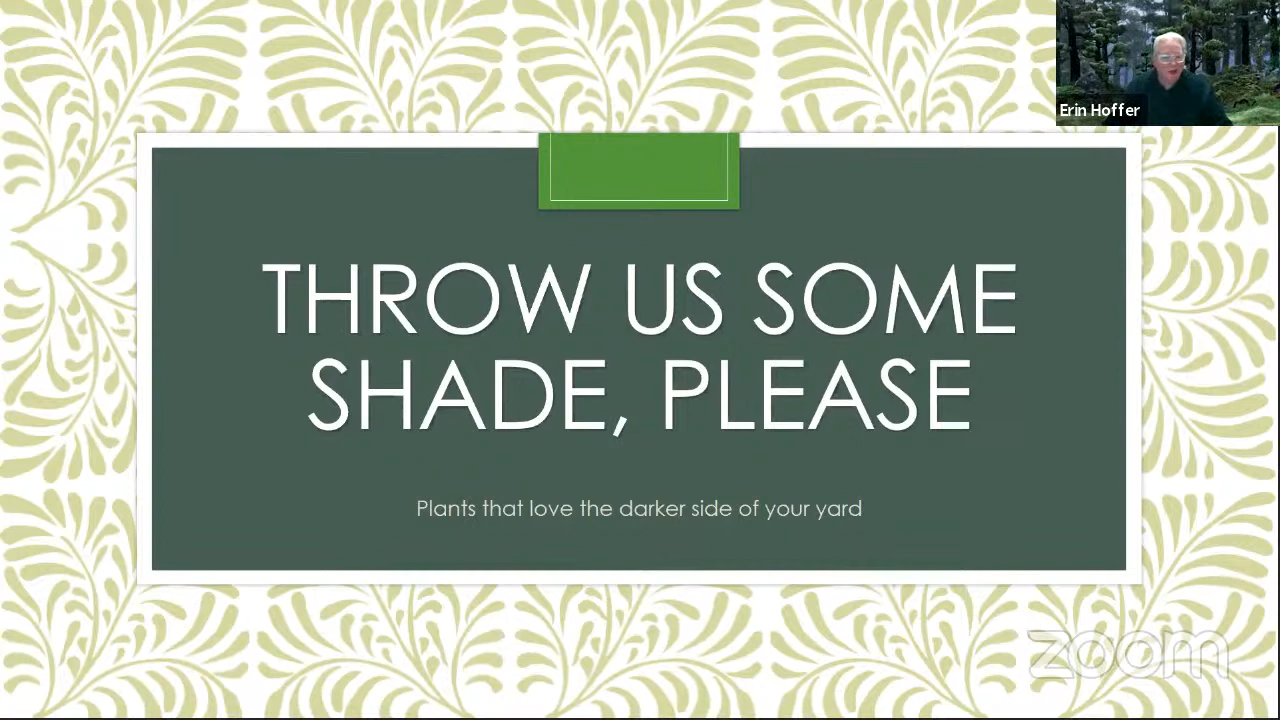 Erin Hoffer
THROW US SOME
SHADE, PLEASE
Plants that love the darker side of your yard
zoom